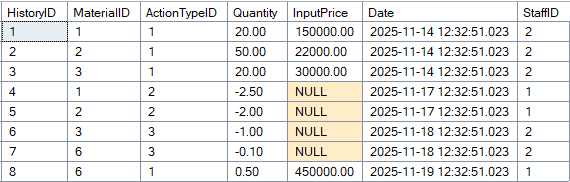 HistoryID MaterialID ActionTypeID Quantity InputPrice Date StaffID
1 1 1 20.00 150000.00 2025-11-14 12:32:51.023 2
2 2 1 50.00 22000.00 2025-11-14 12:32:51.023 2
3 3 1 20.00 30000.00 2025-11-14 12:32:51.023 2
4 1 2 -2.50 NULL 2025-11-17 12:32:51.023 1
5 2 2 -2.00 NULL 2025-11-17 12:32:51.023 1
6 3 3 -1.00 NULL 2025-11-18 12:32:51.023 2
7 6 3 -0.10 NULL 2025-11-18 12:32:51.023 2
8 6 1 0.50 450000.00 2025-11-19 12:32:51.023 1